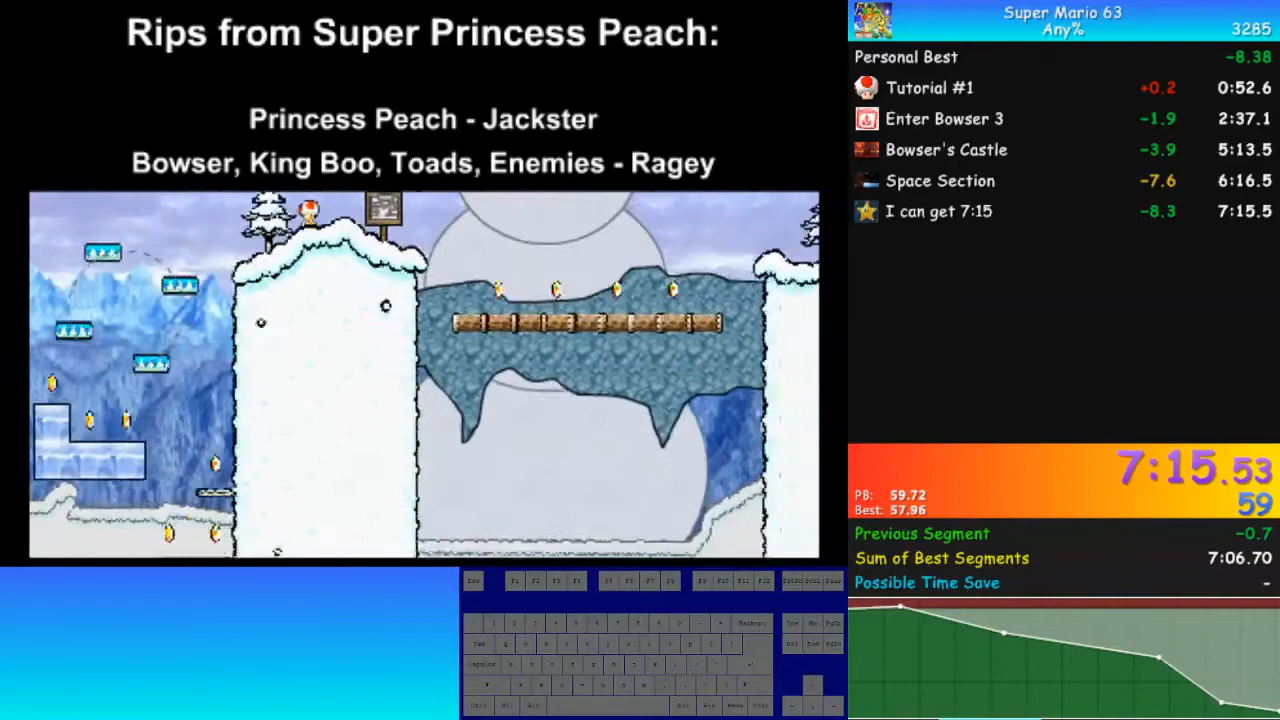 Rips from Super Princess Peach:
Princess Peach - Jackster
Bowser, King Boo, Toads, Enemies - Ragey
Super Mario 63
Any%
3285
Personal Best -8.38
Tutorial #1 +0.2 0:52.6
Enter Bowser 3 -1.9 2:37.1
Bowser's Castle -3.9 5:13.5
Space Section -7.6 6:16.5
I can get 7:15 -8.3 7:15.5
7:15.53
PB: 59.72
Best: 57.96
59
Previous Segment -0.7
Sum of Best Segments 7:06.70
Possible Time Save -